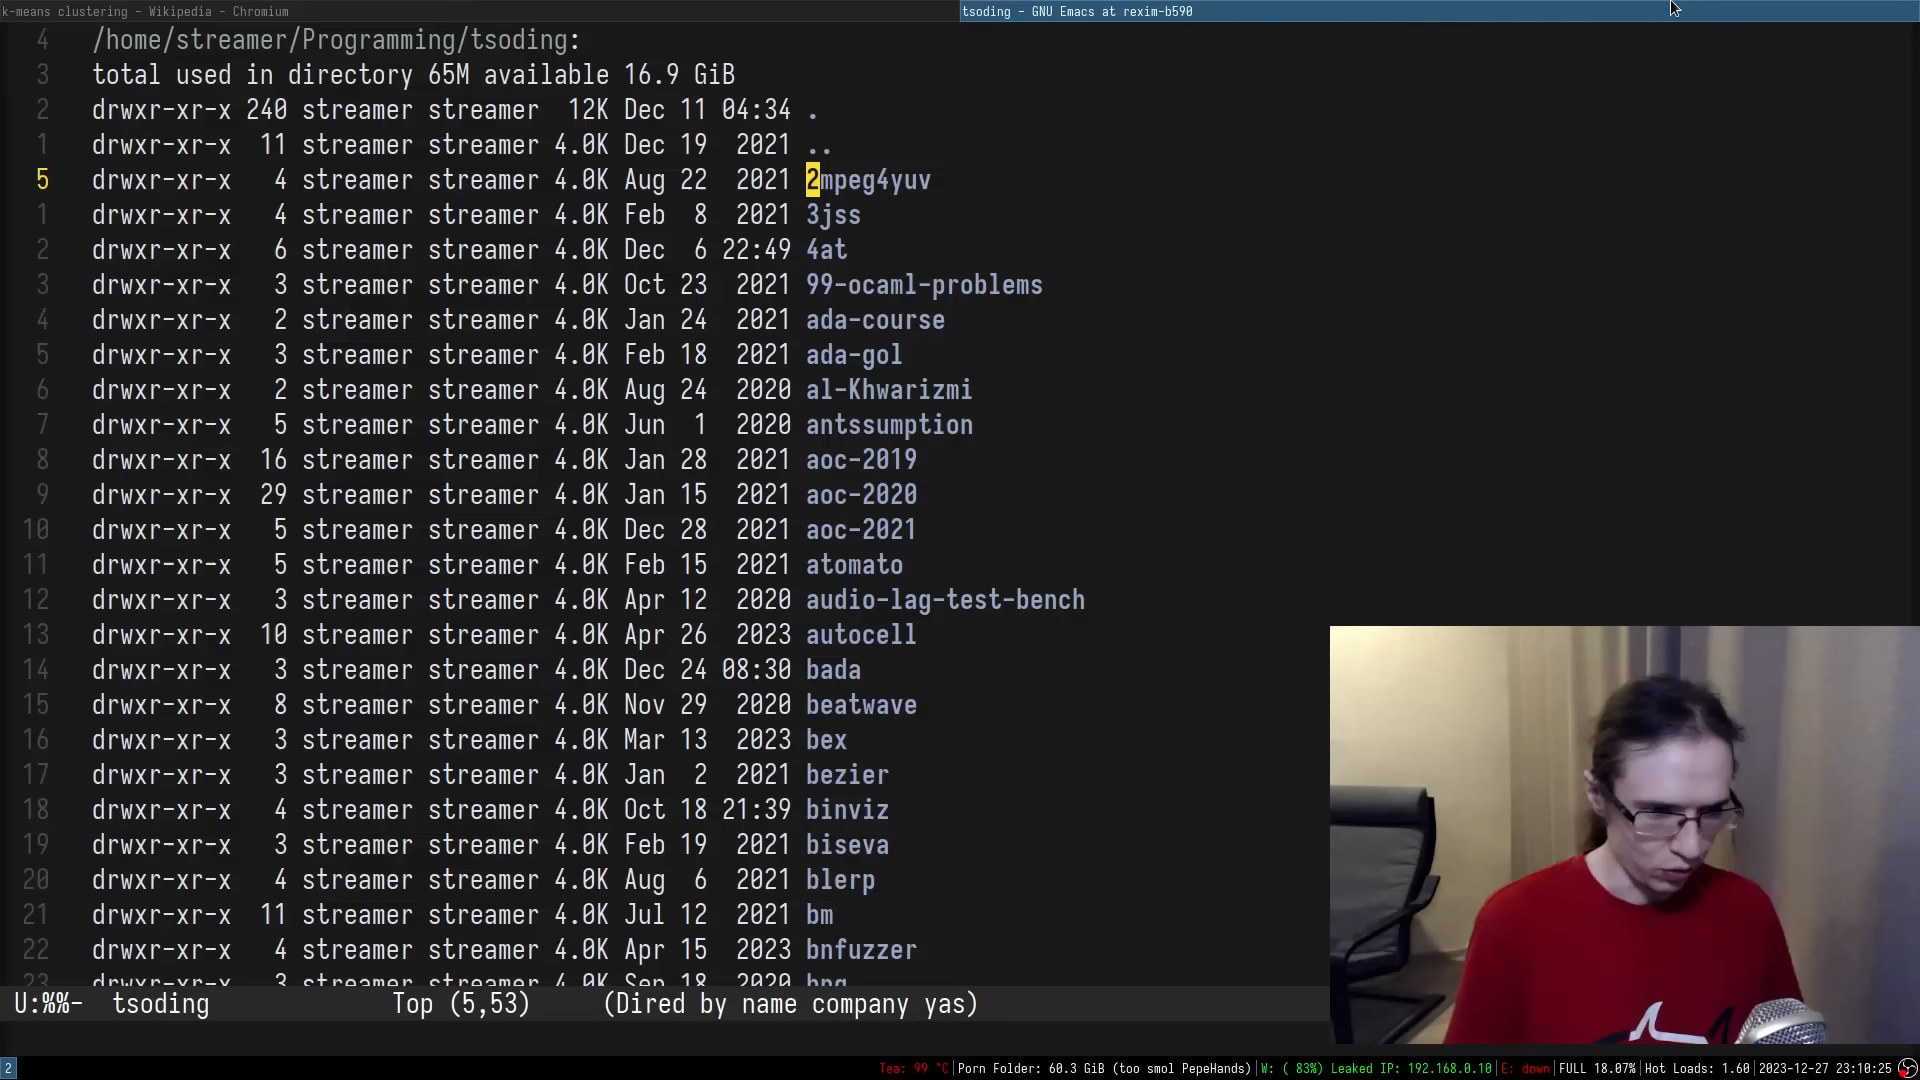 k-means clustering - Wikipedia - Chromium
tsoding - GNU Emacs at rexim-b590
4 /home/streamer/Programming/tsoding:
3 total used in directory 65M available 16.9 GiB
2 drwxr-xr-x 240 streamer streamer 12K Dec 11 04:34 .
1 drwxr-xr-x 11 streamer streamer 4.0K Dec 19 2021 ..
5 drwxr-xr-x 4 streamer streamer 4.0K Aug 22 2021 2mpeg4yuv
1 drwxr-xr-x 4 streamer streamer 4.0K Feb 8 2021 3jss
2 drwxr-xr-x 6 streamer streamer 4.0K Dec 6 22:49 4at
3 drwxr-xr-x 3 streamer streamer 4.0K Oct 23 2021 99-ocaml-problems
4 drwxr-xr-x 2 streamer streamer 4.0K Jan 24 2021 ada-course
5 drwxr-xr-x 3 streamer streamer 4.0K Feb 18 2021 ada-gol
6 drwxr-xr-x 2 streamer streamer 4.0K Aug 24 2020 al-Khwarizmi
7 drwxr-xr-x 5 streamer streamer 4.0K Jun 1 2020 antssumption
8 drwxr-xr-x 16 streamer streamer 4.0K Jan 28 2021 aoc-2019
9 drwxr-xr-x 29 streamer streamer 4.0K Jan 15 2021 aoc-2020
10 drwxr-xr-x 5 streamer streamer 4.0K Dec 28 2021 aoc-2021
11 drwxr-xr-x 5 streamer streamer 4.0K Feb 15 2021 atomato
12 drwxr-xr-x 3 streamer streamer 4.0K Apr 12 2020 audio-lag-test-bench
13 drwxr-xr-x 10 streamer streamer 4.0K Apr 26 2023 autocell
14 drwxr-xr-x 3 streamer streamer 4.0K Dec 24 08:30 bada
15 drwxr-xr-x 8 streamer streamer 4.0K Nov 29 2020 beatwave
16 drwxr-xr-x 3 streamer streamer 4.0K Mar 13 2023 bex
17 drwxr-xr-x 3 streamer streamer 4.0K Jan 2 2021 bezier
18 drwxr-xr-x 4 streamer streamer 4.0K Oct 18 21:39 binviz
19 drwxr-xr-x 3 streamer streamer 4.0K Feb 19 2021 biseva
20 drwxr-xr-x 4 streamer streamer 4.0K Aug 6 2021 blerp
21 drwxr-xr-x 11 streamer streamer 4.0K Jul 12 2021 bm
22 drwxr-xr-x 4 streamer streamer 4.0K Apr 15 2023 bnfuzzer
23 drwxr-xr-x 3 streamer streamer 4.0K Sep 18 2020
U:%%- tsoding Top (5,53) (Dired by name company yas)
2 Tea: 99 °C|Porn Folder: 60.3 GiB (too smol PepeHands)|W: ( 83%) Leaked IP: 192.168.0.10|E: down|FULL 18.07%|Hot Loads: 1.60|2023-12-27 23:10:25